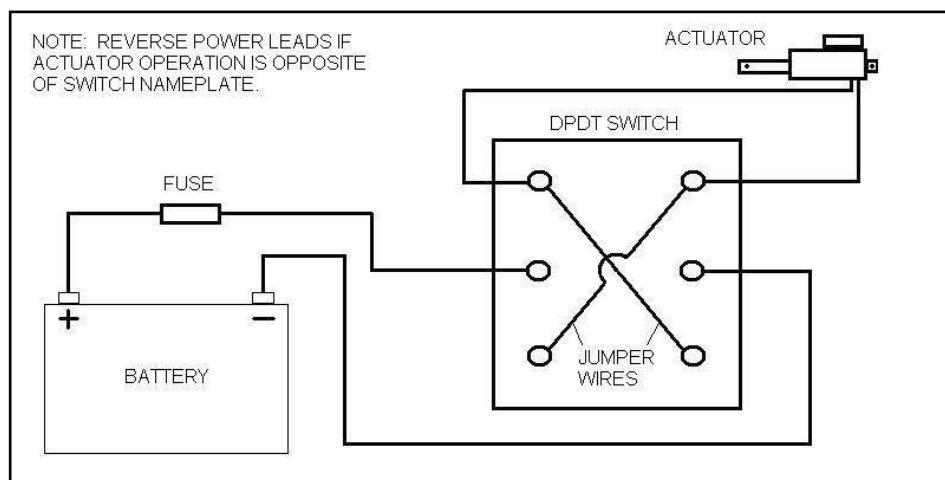 NOTE: REVERSE POWER LEADS IF
ACTUATOR OPERATION IS OPPOSITE
OF SWITCH NAMEPLATE.
ACTUATOR
DPDT SWITCH
FUSE
+ −
BATTERY
JUMPER
WIRES